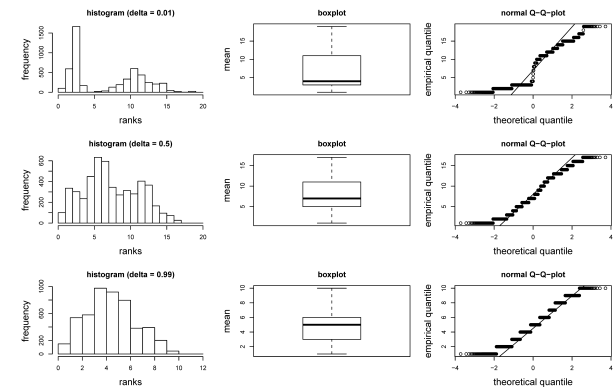 histogram (delta = 0.01)
boxplot
normal Q−Q−plot
frequency
0 500 1500
0 5 10 15 20
ranks
mean
5 10 15
empirical quantile
5 10 15
−4 −2 0 2 4
theoretical quantile
histogram (delta = 0.5)
boxplot
normal Q−Q−plot
frequency
0 200 400 600
0 5 10 15 20
ranks
mean
5 10 15
empirical quantile
5 10 15
−4 −2 0 2 4
theoretical quantile
histogram (delta = 0.99)
boxplot
normal Q−Q−plot
frequency
0 200 600 1000
0 2 4 6 8 10 12
ranks
mean
2 4 6 8 10
empirical quantile
2 4 6 8 10
−4 −2 0 2 4
theoretical quantile